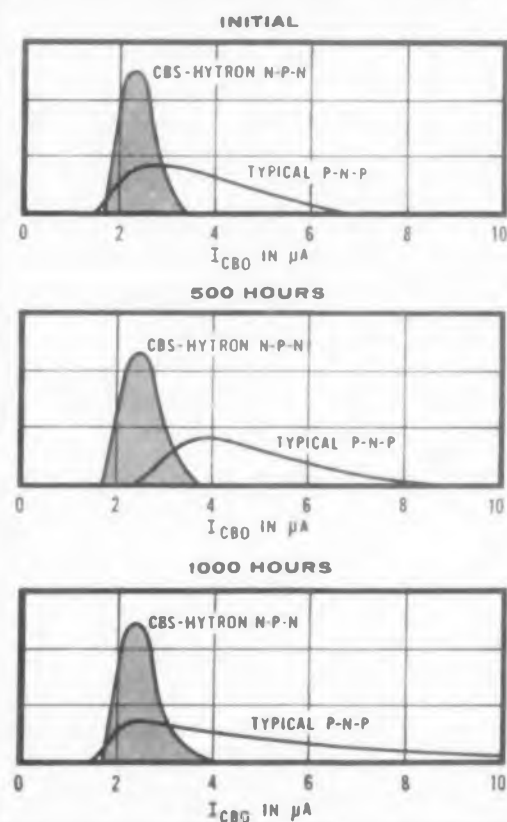 INITIAL
CBS-HYTRON N-P-N
TYPICAL P-N-P
0 2 4 6 8 10
ICBO IN µA
500 HOURS
CBS-HYTRON N-P-N
TYPICAL P-N-P
0 2 4 6 8 10
ICBO IN µA
1000 HOURS
CBS-HYTRON N-P-N
TYPICAL P-N-P
0 2 4 6 8 10
ICBO IN µA